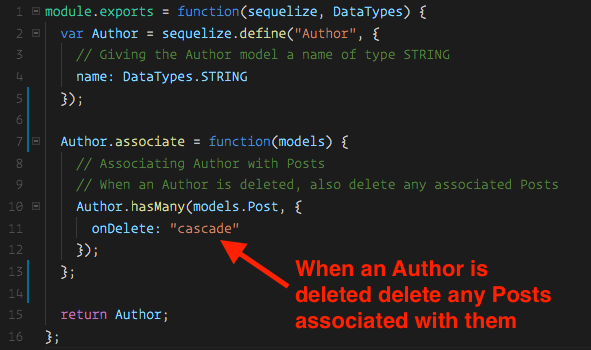 1 module.exports = function(sequelize, DataTypes) {
2 var Author = sequelize.define("Author", {
3 // Giving the Author model a name of type STRING
4 name: DataTypes.STRING
5 });
6
7 Author.associate = function(models) {
8 // Associating Author with Posts
9 // When an Author is deleted, also delete any associated Posts
10 Author.hasMany(models.Post, {
11 onDelete: "cascade"
12 });
13 };
14
15 return Author;
16 };
When an Author is
deleted delete any Posts
associated with them